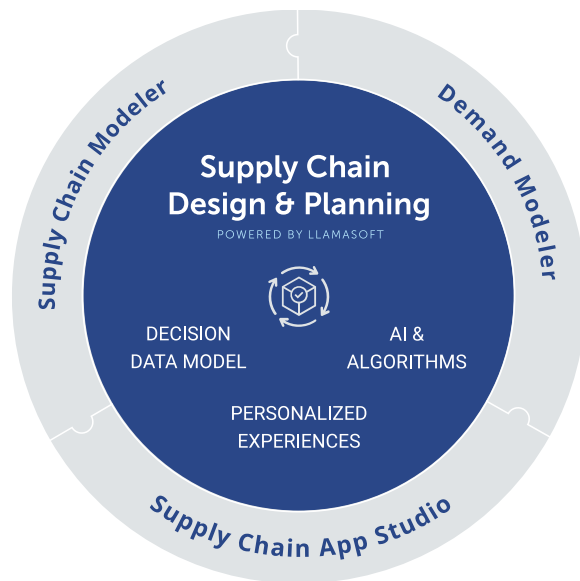 Supply Chain Modeler
Demand Modeler
Supply Chain
Design & Planning
POWERED BY LLAMASOFT
DECISION
DATA MODEL
AI &
ALGORITHMS
PERSONALIZED
EXPERIENCES
Supply Chain App Studio